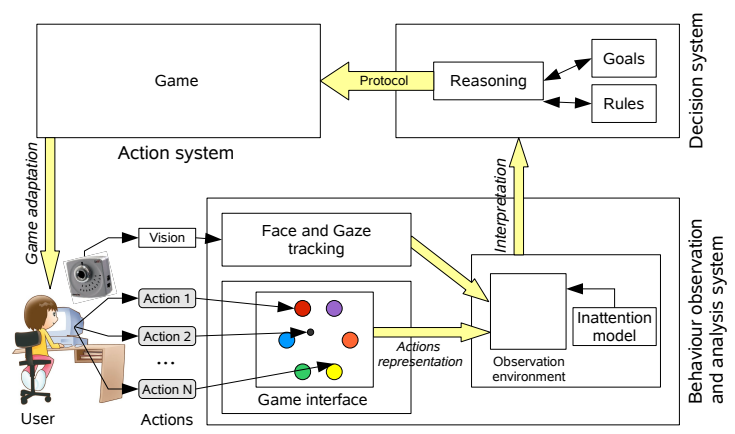 Game
Action system
Protocol
Reasoning
Goals
Rules
Decision system
Game adaptation
Interpretation
Vision
Face and Gaze
tracking
Action 1
Action 2
...
Action N
User
Actions
Game interface
Actions
representation
Observation
environment
Inattention
model
Behaviour observation
and analysis system